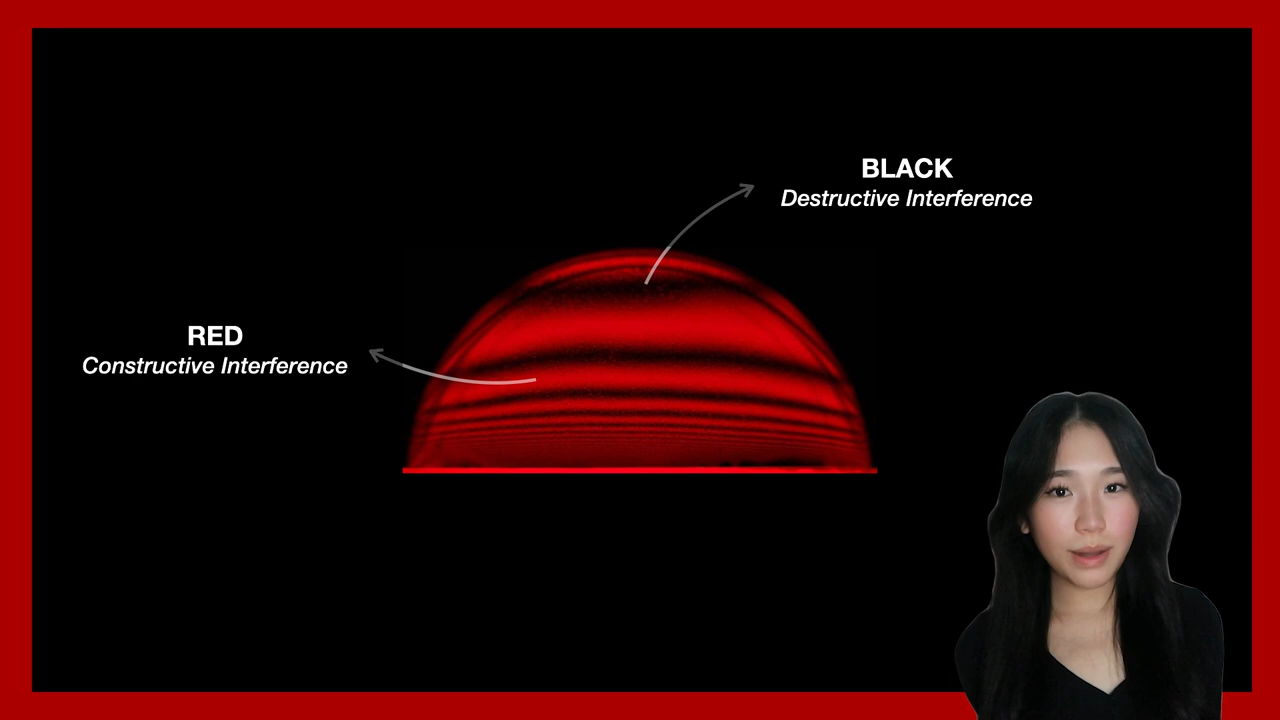 BLACK
Destructive Interference
RED
Constructive Interference